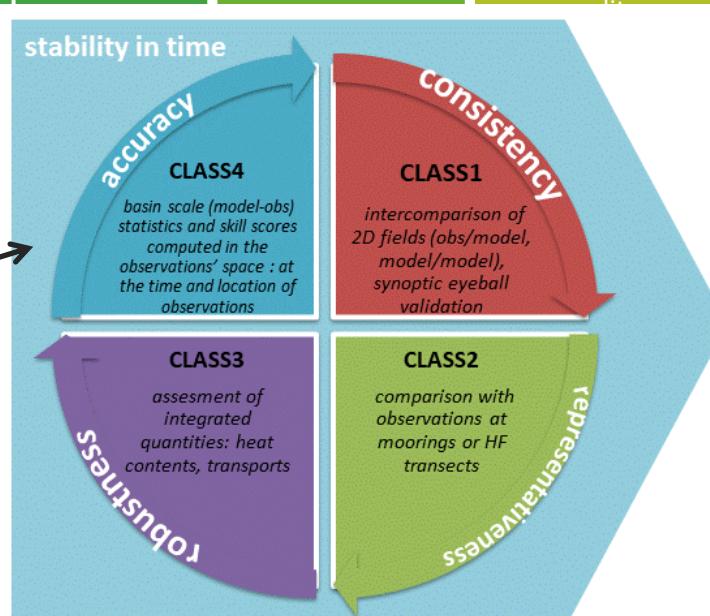 stability in time
accuracy
CLASS4
basin scale (model-obs)
statistics and skill scores
computed in the
observations' space : at
the time and location of
observations
consistency
CLASS1
intercomparison of
2D fields (obs/model,
model/model),
synoptic eyeball
validation
CLASS3
assesment of
integrated
quantities: heat
contents, transports
robustness
CLASS2
comparison with
observations at
moorings or HF
transects
representativeness